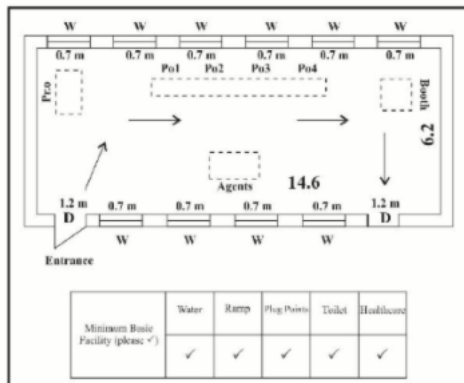 W W W W W W
0.7 m 0.7 m 0.7 m 0.7 m 0.7 m 0.7 m
Pr.o
Po1 Po2 Po3 Po4
Booth
6.2
Agents
14.6
1.2 m 0.7 m 0.7 m 0.7 m 0.7 m 1.2 m
D D
W W W W
Entrance
Minimum Basic Facility (please ✓) Water Ramp Plug Points Toilet Healthcare
✓ ✓ ✓ ✓ ✓